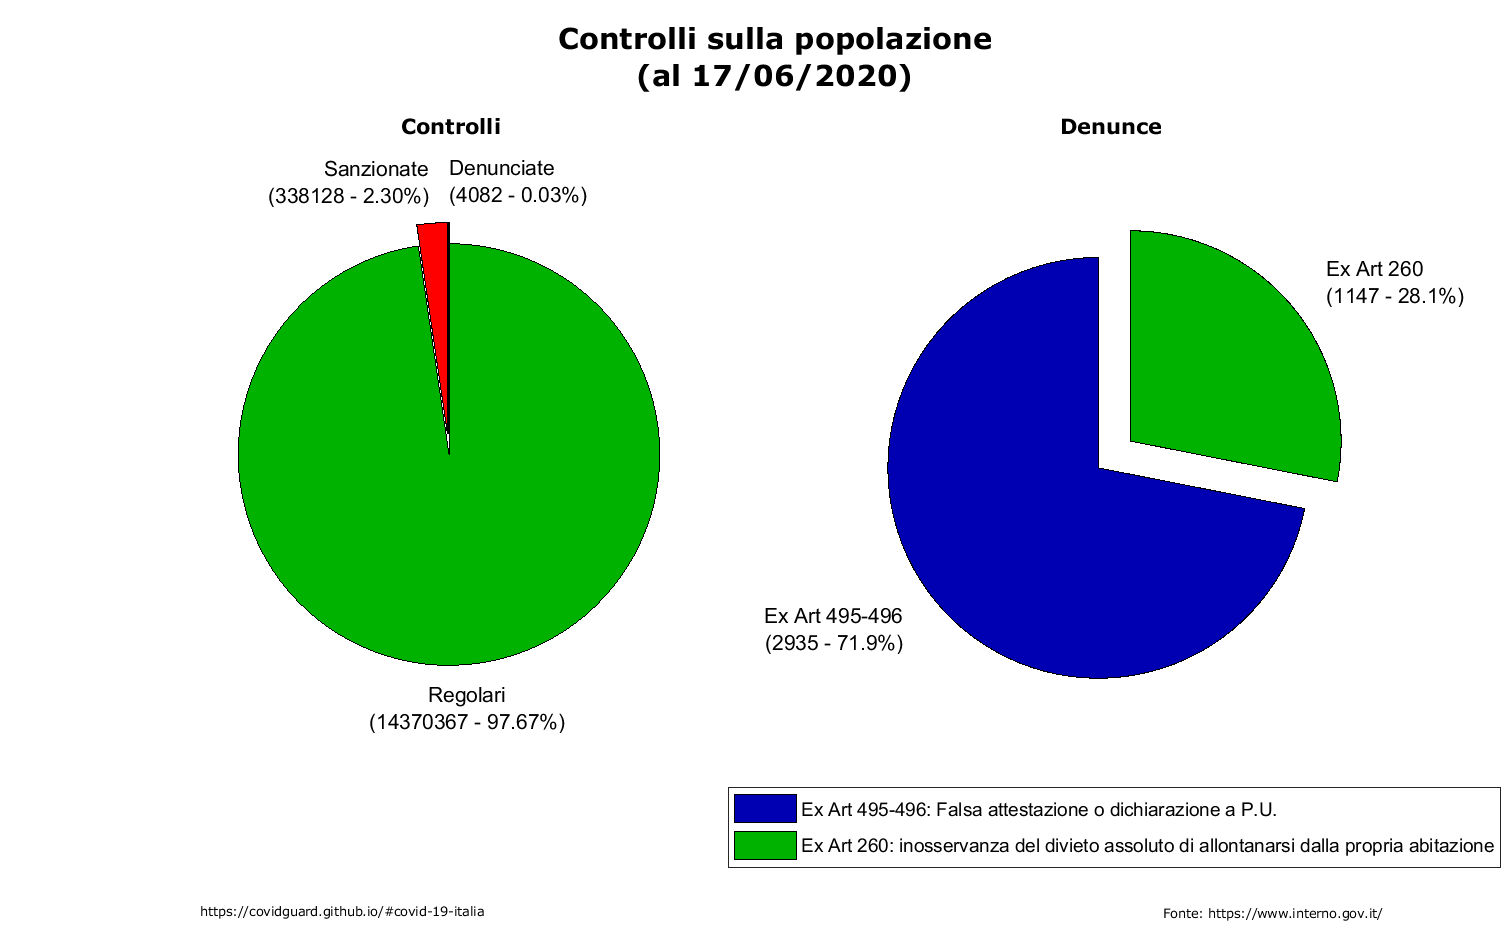 Controlli sulla popolazione
(al 17/06/2020)
Controlli
Sanzionate
(338128 - 2.30%)
Denunciate
(4082 - 0.03%)
Regolari
(14370367 - 97.67%)
Denunce
Ex Art 260
(1147 - 28.1%)
Ex Art 495-496
(2935 - 71.9%)
Ex Art 495-496: Falsa attestazione o dichiarazione a P.U.
Ex Art 260: inosservanza del divieto assoluto di allontanarsi dalla propria abitazione
https://covidguard.github.io/#covid-19-italia
Fonte: https://www.interno.gov.it/